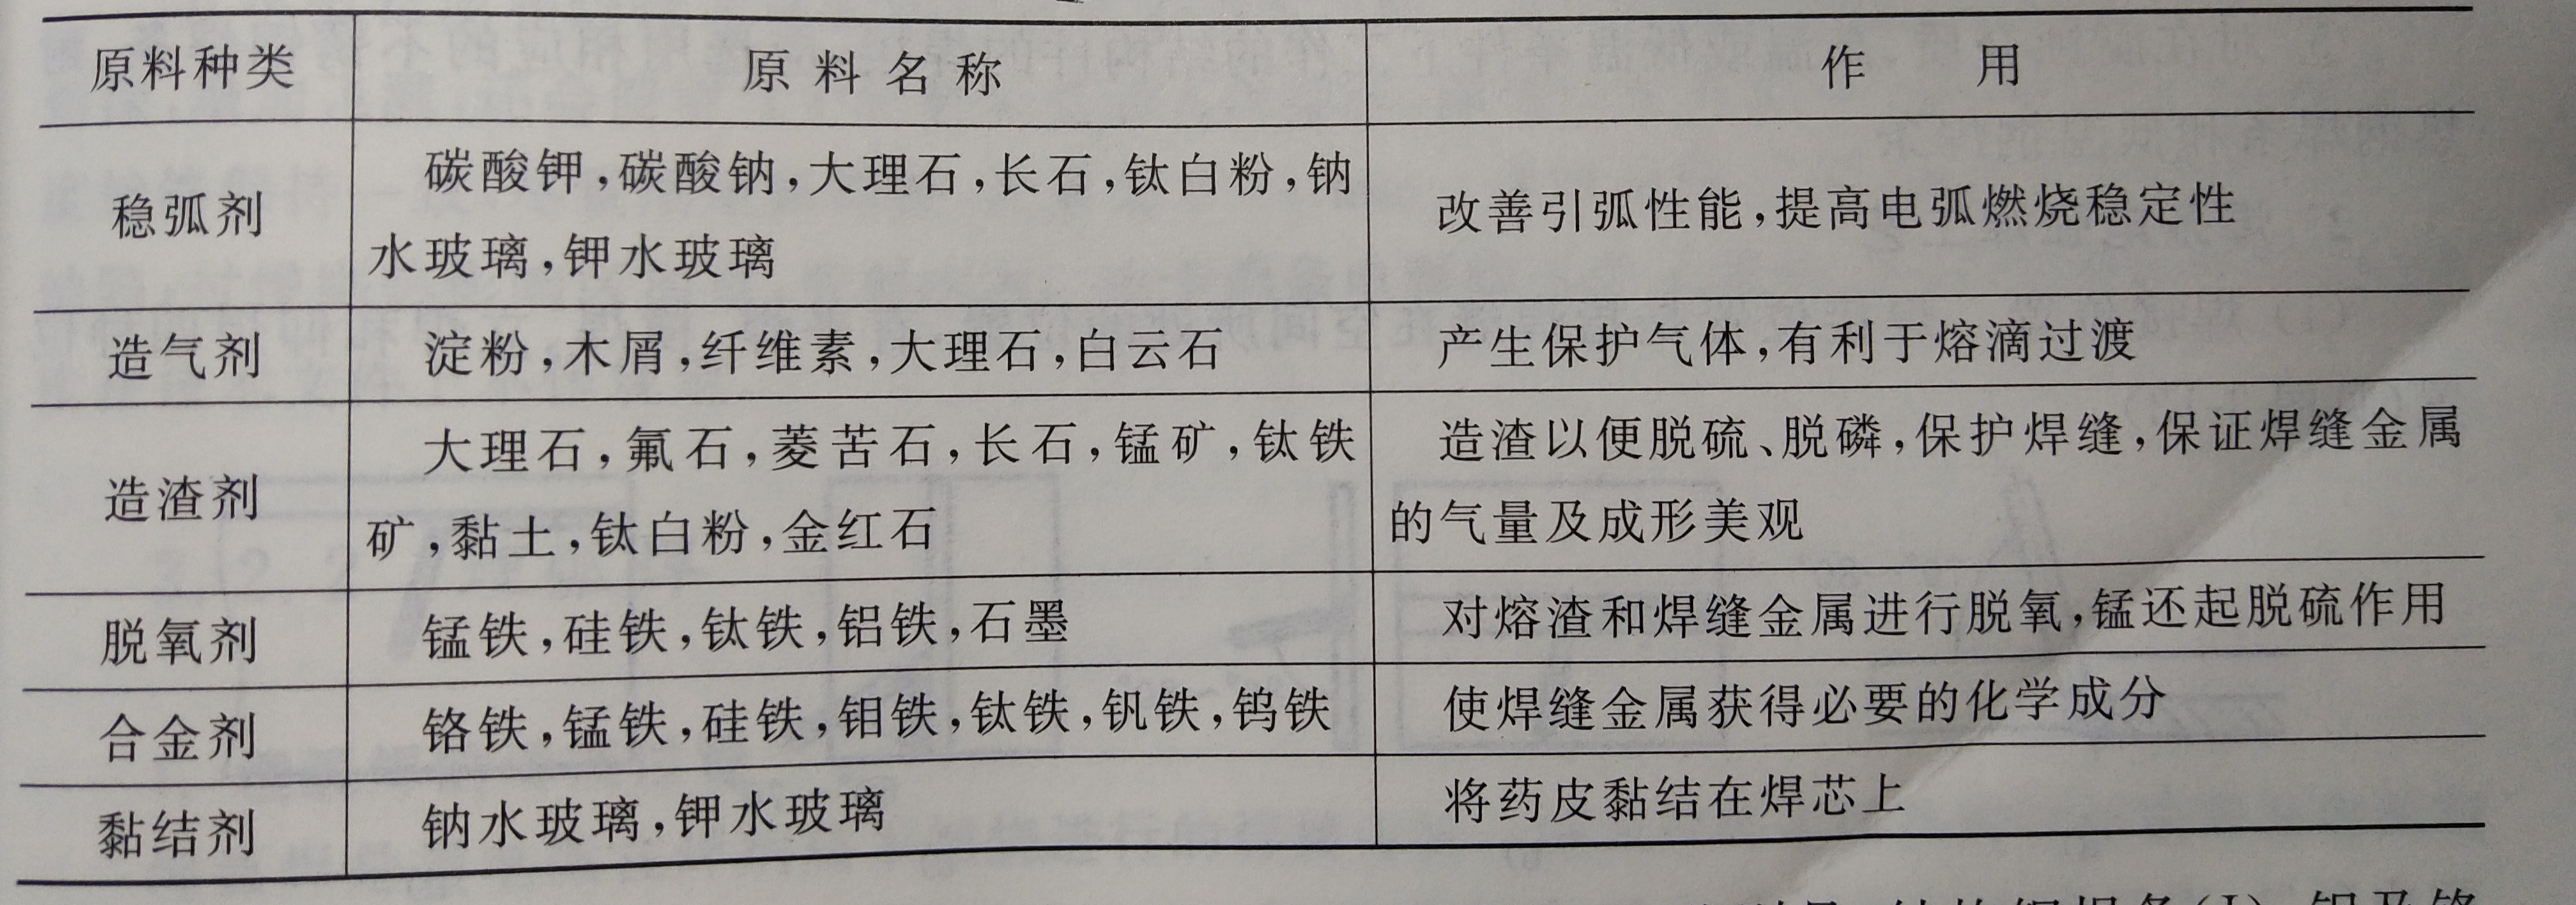 原料种类 原料名称 作用
稳弧剂
碳酸钾,碳酸钠,大理石,长石,钛白粉,钠
水玻璃,钾水玻璃
改善引弧性能,提高电弧燃烧稳定性
造气剂 淀粉,木屑,纤维素,大理石,白云石 产生保护气体,有利于熔滴过渡
造渣剂
大理石,氟石,菱苦石,长石,锰矿,钛铁
矿,黏土,钛白粉,金红石
造渣以便脱硫、脱磷,保护焊缝,保证焊缝金属
的气量及成形美观
脱氧剂 锰铁,硅铁,钛铁,铝铁,石墨 对熔渣和焊缝金属进行脱氧,锰还起脱硫作用
合金剂 铬铁,锰铁,硅铁,钼铁,钛铁,钒铁,钨铁 使焊缝金属获得必要的化学成分
黏结剂 钠水玻璃,钾水玻璃 将药皮黏结在焊芯上